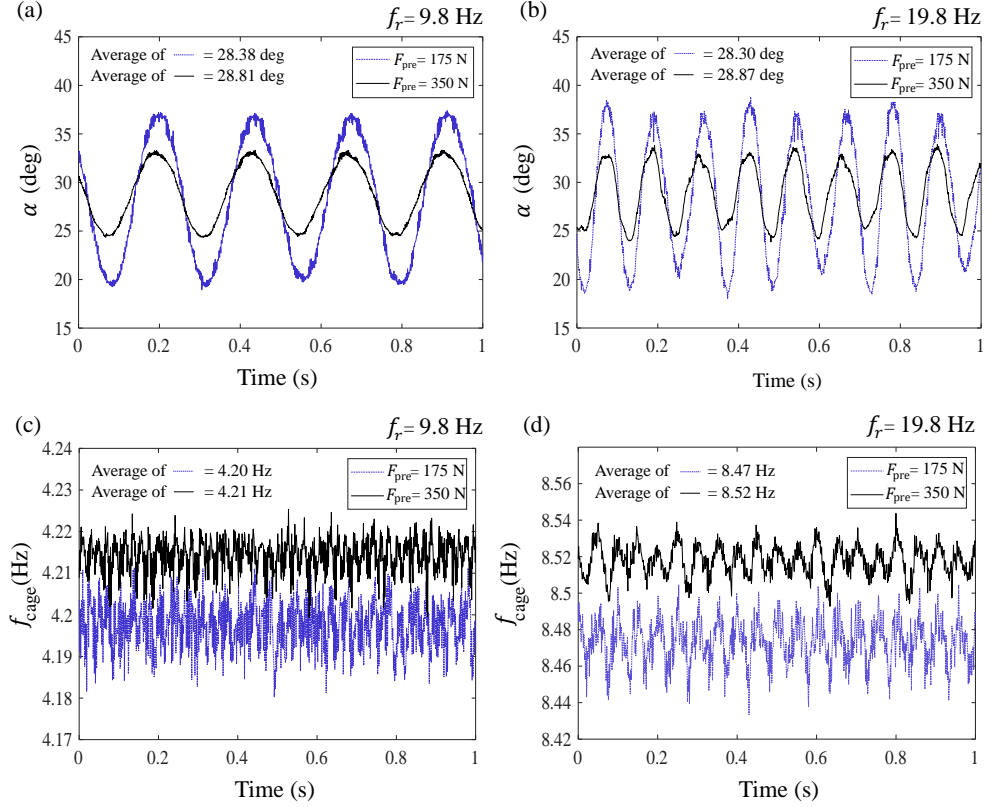 (a)
f_r= 9.8 Hz
Average of = 28.38 deg
Average of = 28.81 deg
F_pre= 175 N
F_pre= 350 N
α (deg)
40
35
30
25
20
15
0
0.2
0.4
0.6
0.8
1
Time (s)
(b)
f_r= 19.8 Hz
Average of = 28.30 deg
Average of = 28.87 deg
F_pre= 175 N
F_pre= 350 N
α (deg)
45
40
35
30
25
20
15
0
0.2
0.4
0.6
0.8
1
Time (s)
(c)
f_r= 9.8 Hz
Average of = 4.20 Hz
Average of = 4.21 Hz
F_pre= 175 N
F_pre= 350 N
f_cage(Hz)
4.24
4.23
4.22
4.21
4.2
4.19
4.18
4.17
0
0.2
0.4
0.6
0.8
1
Time (s)
(d)
f_r= 19.8 Hz
Average of = 8.47 Hz
Average of = 8.52 Hz
F_pre= 175 N
F_pre= 350 N
f_cage(Hz)
8.56
8.54
8.52
8.5
8.48
8.46
8.44
8.42
0
0.2
0.4
0.6
0.8
1
Time (s)